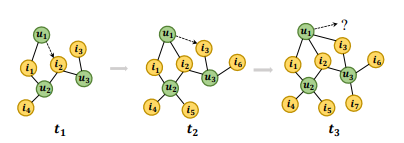 u1 i3 i1 i2 u3 u2 i4
u1 i3 i1 i2 i6 u3 u2 i4 i5
u1 ? i3 i1 i2 i6 u3 u2 i4 i5 i7
t1 t2 t3